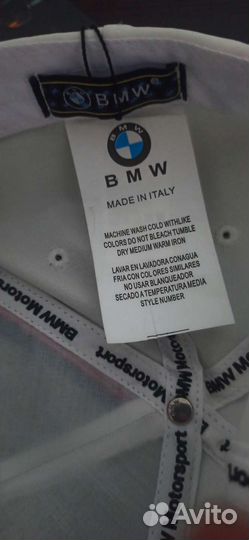 BMW
BMW
MADE IN ITALY
MACHINE WASH COLD WITHLIKE
COLORS DO NOT BLEACH TUMBLE
DRY MEDIUM WARM IRON
LAVAR EN LAVADORA CONAGUA
FRIA CON COLORES SIMILARES
NO USAR BLANQUEADOR
SECADO A TEMPERATURA MEDIA
STYLE NUMBER
BMW Motorsport
BMW Motorsport
Avito